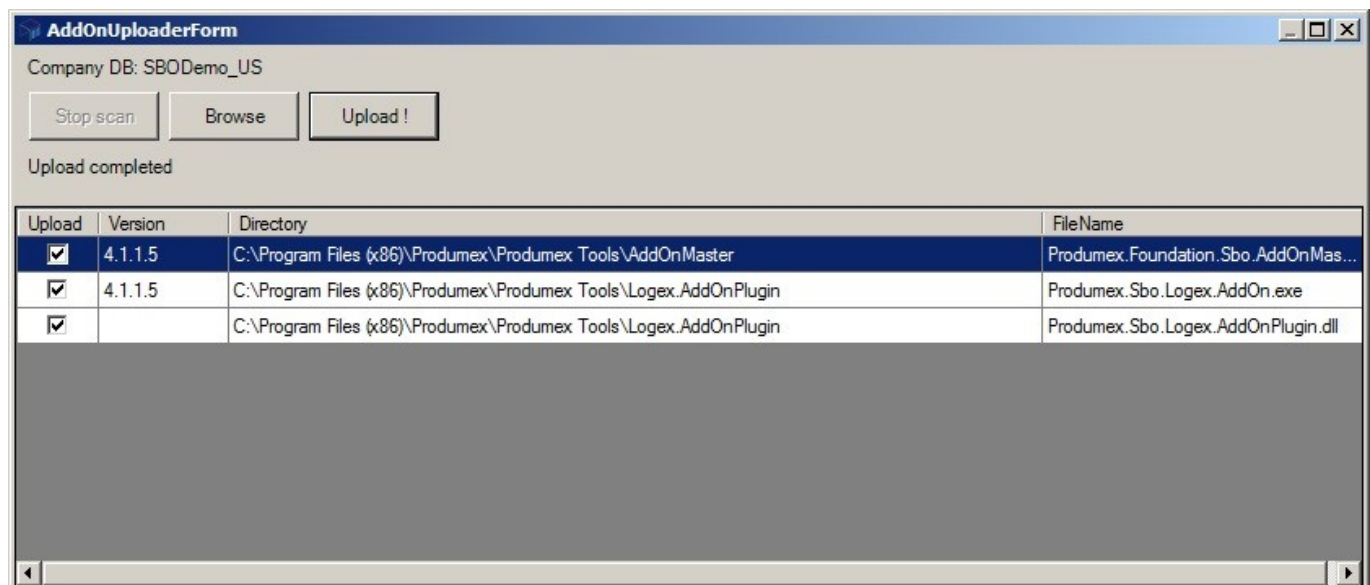 AddOnUploaderForm
Company DB: SBODemo_US
Stop scan Browse Upload !
Upload completed
Upload Version Directory FileName
4.1.1.5 C:\Program Files (x86)\Produmex\Produmex Tools\AddOnMaster Produmex.Foundation.Sbo.AddOnMas...
4.1.1.5 C:\Program Files (x86)\Produmex\Produmex Tools\Logex.AddOnPlugin Produmex.Sbo.Logex.AddOn.exe
C:\Program Files (x86)\Produmex\Produmex Tools\Logex.AddOnPlugin Produmex.Sbo.Logex.AddOnPlugin.dll